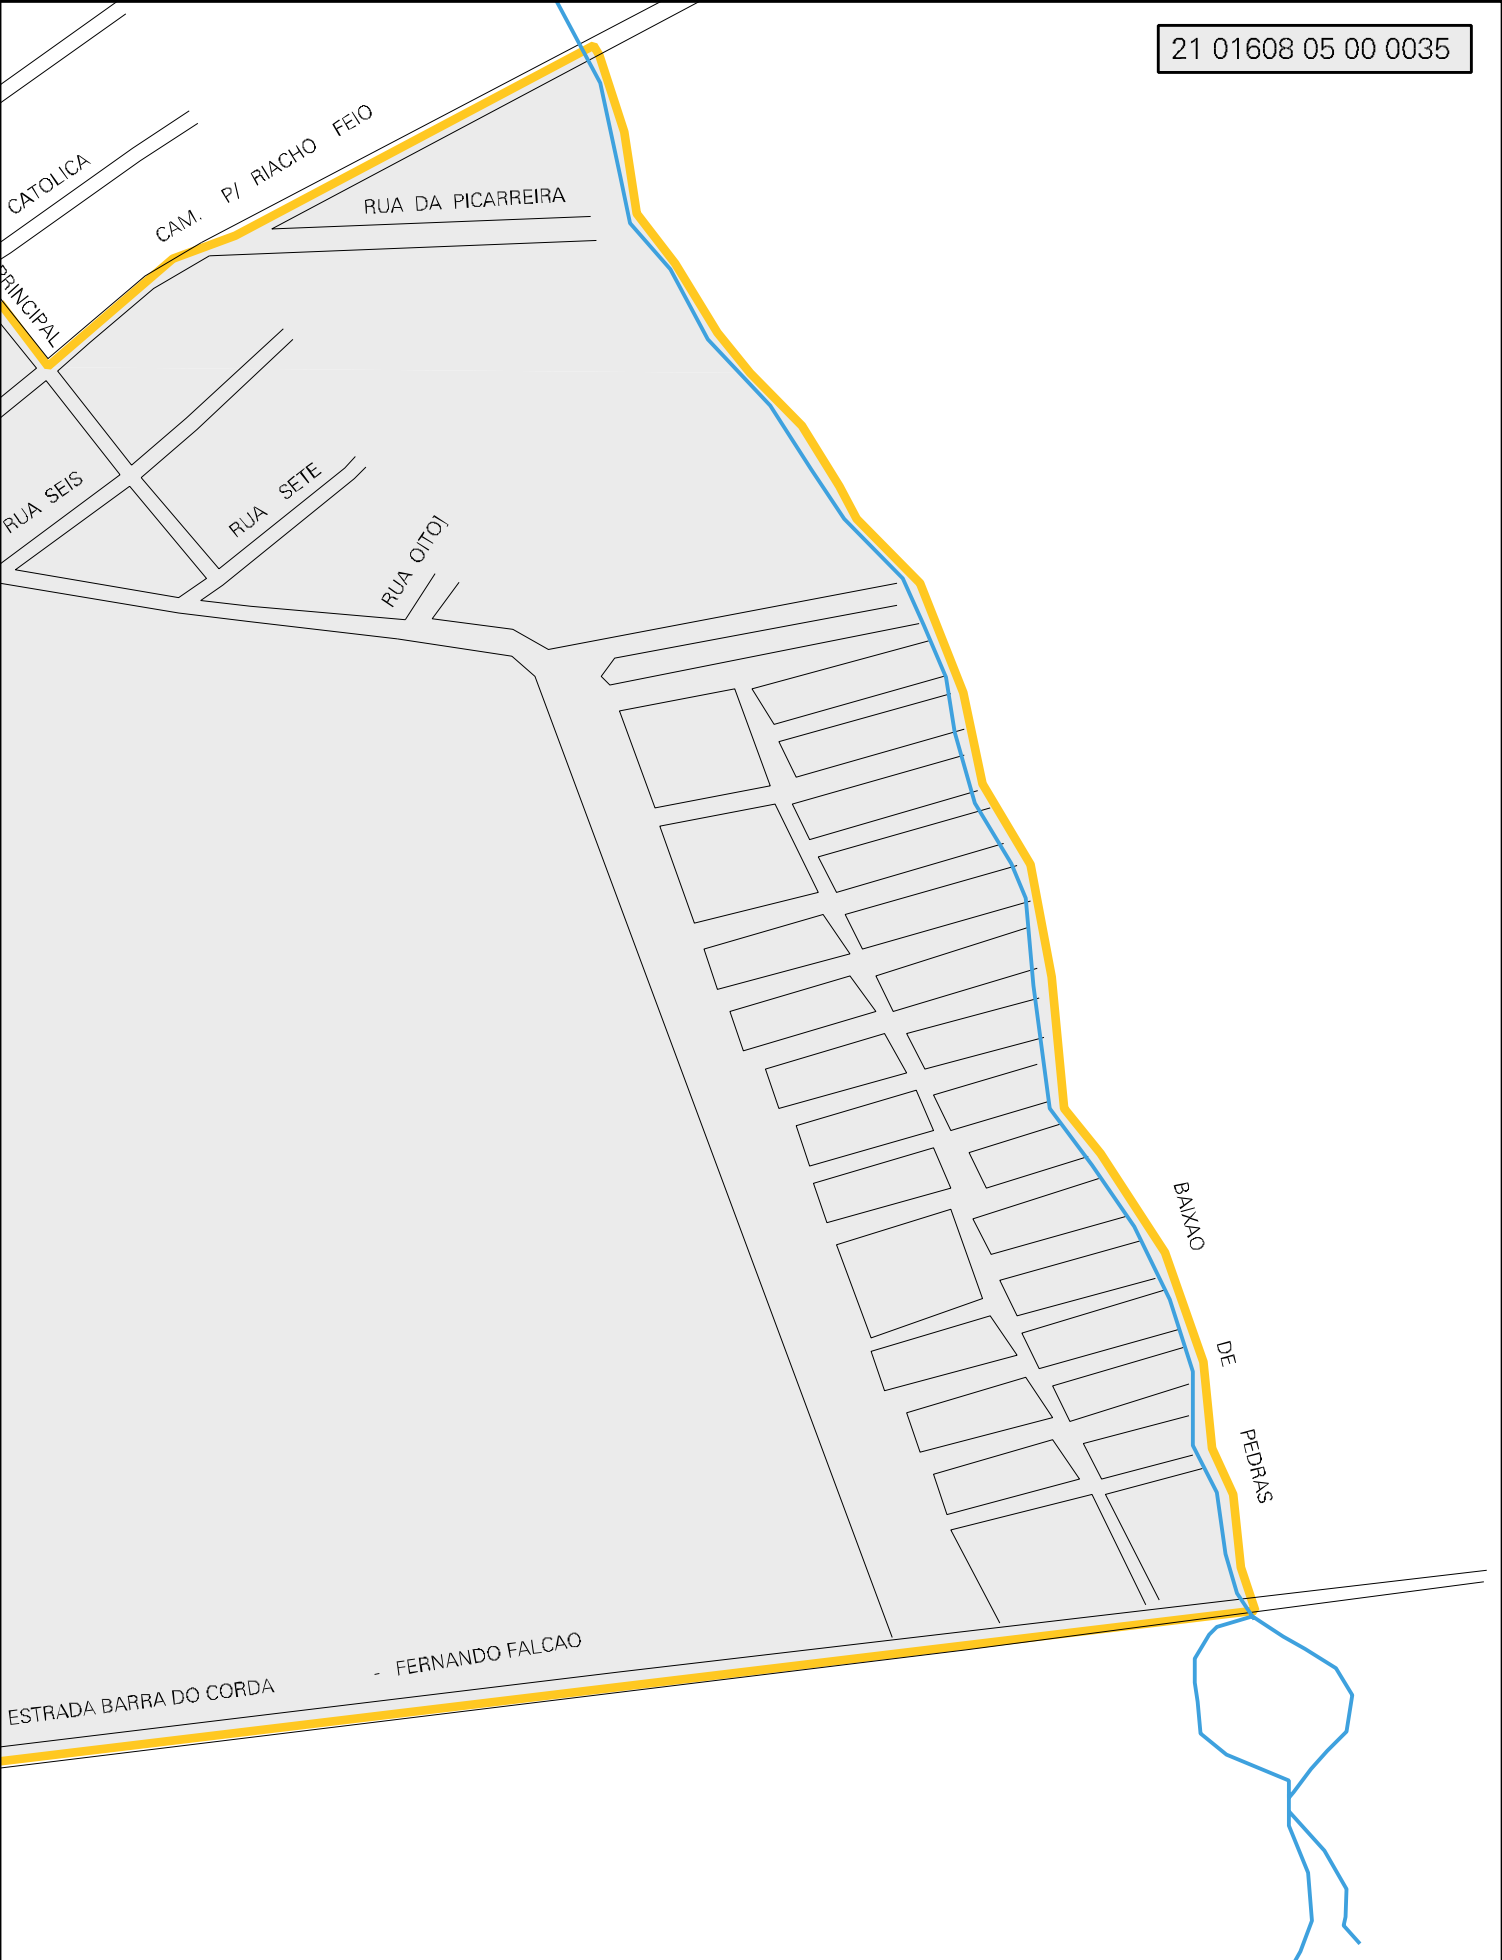 21 01608 05 00 0035
CATOLICA
CAM. P/ RIACHO FEIO
RUA DA PICARREIRA
PRINCIPAL
RUA SEIS
RUA SETE
RUA OITO]
BAIXAO DE PEDRAS
ESTRADA BARRA DO CORDA - FERNANDO FALCAO